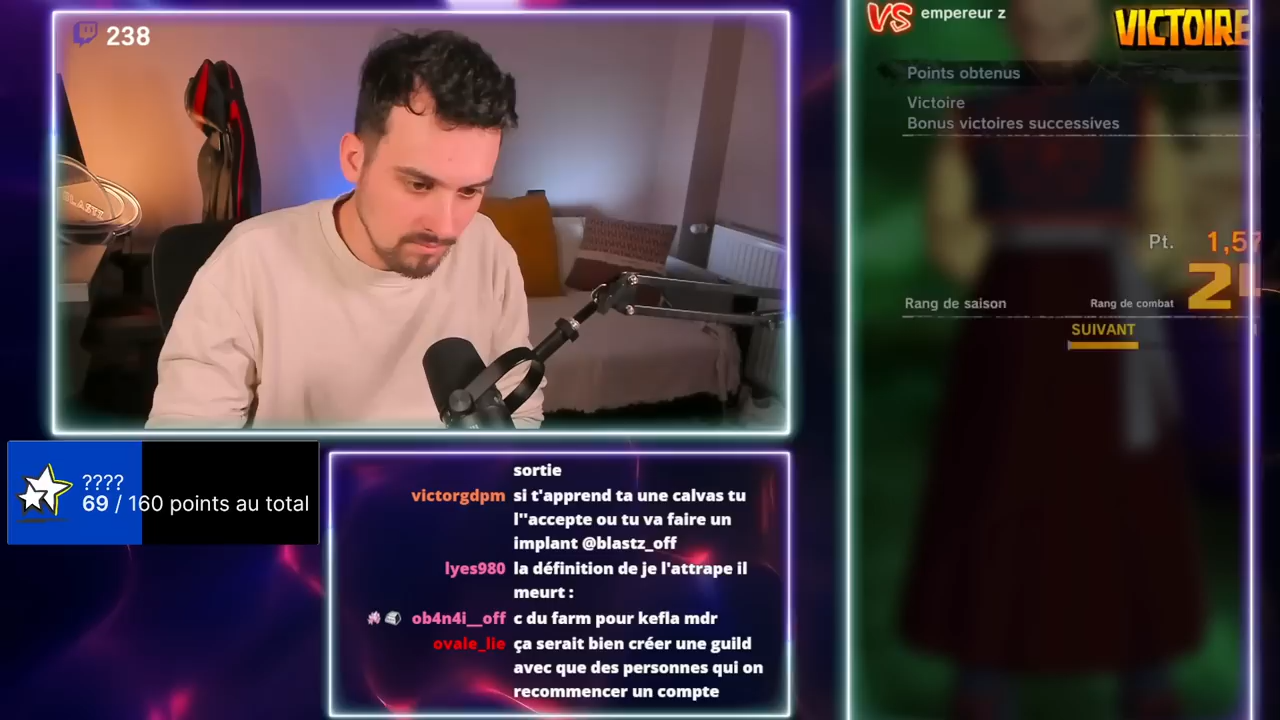 238
BLASTZ
???? 
69 / 160 points au total
sortie
victorgdpm si t'apprend ta une calvas tu
l''accepte ou tu va faire un
implant @blastz_off
lyes980 la définition de je l'attrape il
meurt :
ob4n4i__off c du farm pour kefla mdr
ovale_lie ça serait bien créer une guild
avec que des personnes qui on
recommencer un compte
VS empereur z
VICTOIRE
Points obtenus
Victoire
Bonus victoires successives
Pt. 1,57
Rang de saison
Rang de combat
SUIVANT